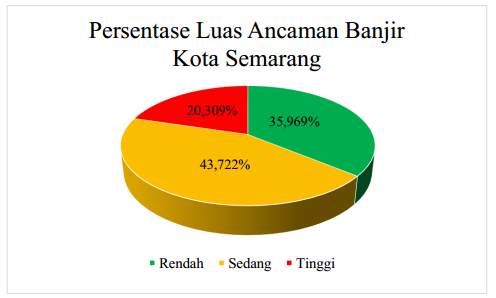 Persentase Luas Ancaman Banjir
Kota Semarang
20,309%
35,969%
43,722%
Rendah Sedang Tinggi